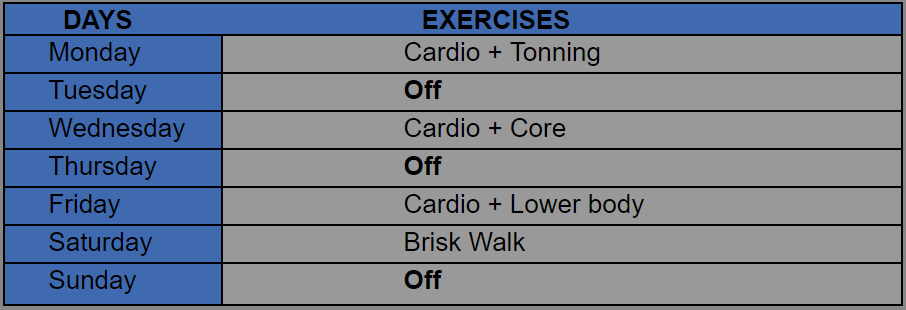 DAYS EXERCISES
Monday Cardio + Tonning
Tuesday Off
Wednesday Cardio + Core
Thursday Off
Friday Cardio + Lower body
Saturday Brisk Walk
Sunday Off